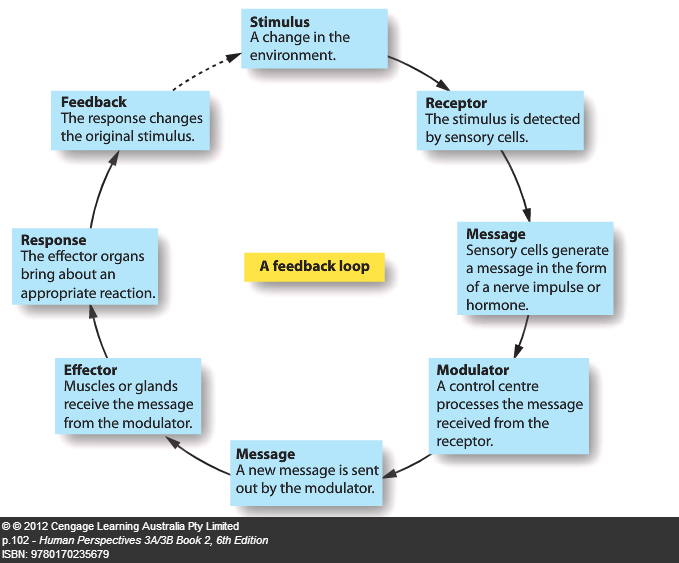 Stimulus
A change in the
environment.
Receptor
The stimulus is detected
by sensory cells.
Message
Sensory cells generate
a message in the form
of a nerve impulse or
hormone.
Modulator
A control centre
processes the message
received from the
receptor.
Message
A new message is sent
out by the modulator.
Effector
Muscles or glands
receive the message
from the modulator.
Response
The effector organs
bring about an
appropriate reaction.
Feedback
The response changes
the original stimulus.
A feedback loop
© © 2012 Cengage Learning Australia Pty Limited
p.102 - Human Perspectives 3A/3B Book 2, 6th Edition
ISBN: 9780170235679